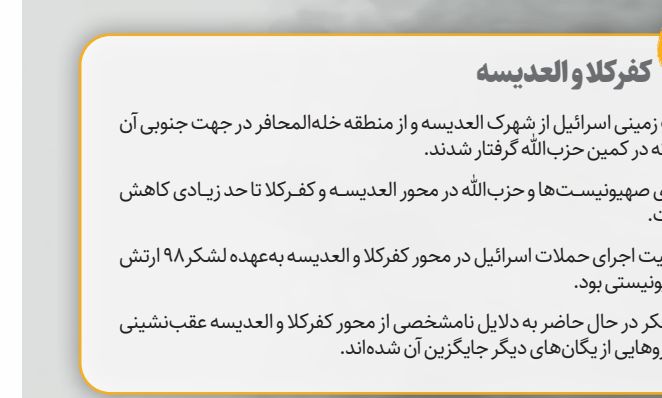 کفرکلا و العدیسه
زمینی اسرائیل از شهرک العدیسه و از منطقه خله‌المحافر در جهت جنوبی آن
در کمین حزب‌الله گرفتار شدند.
صهیونیست‌ها و حزب‌الله در محور العدیسه و کفرکلا تا حد زیادی کاهش
اجرای حملات اسرائیل در محور کفرکلا و العدیسه به‌عهده لشکر ۹۸ ارتش
بود.
در حال حاضر به دلایل نامشخصی از محور کفرکلا و العدیسه عقب‌نشینی
از یگان‌های دیگر جایگزین آن شده‌اند.